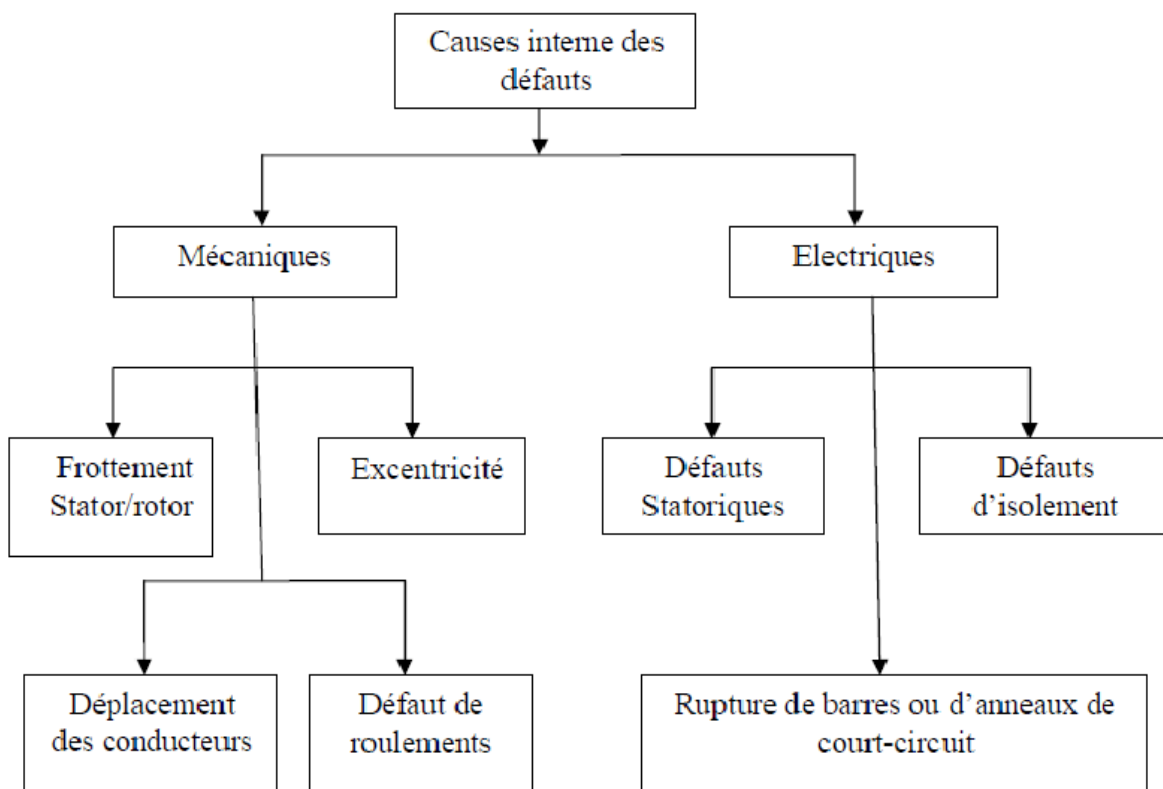 Causes interne des
défauts
Mécaniques
Electriques
Frottement
Stator/rotor
Excentricité
Défauts
Statoriques
Défauts
d’isolement
Déplacement
des conducteurs
Défaut de
roulements
Rupture de barres ou d’anneaux de
court-circuit